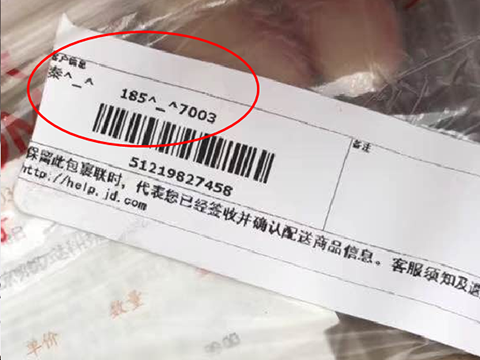 客户信息
秦^_^
185^_^7003
备注
51219827458
保留此包裹联时，代表您已经签收并确认配送商品信息。客服须知及退
http://help.jd.com
数量
单价